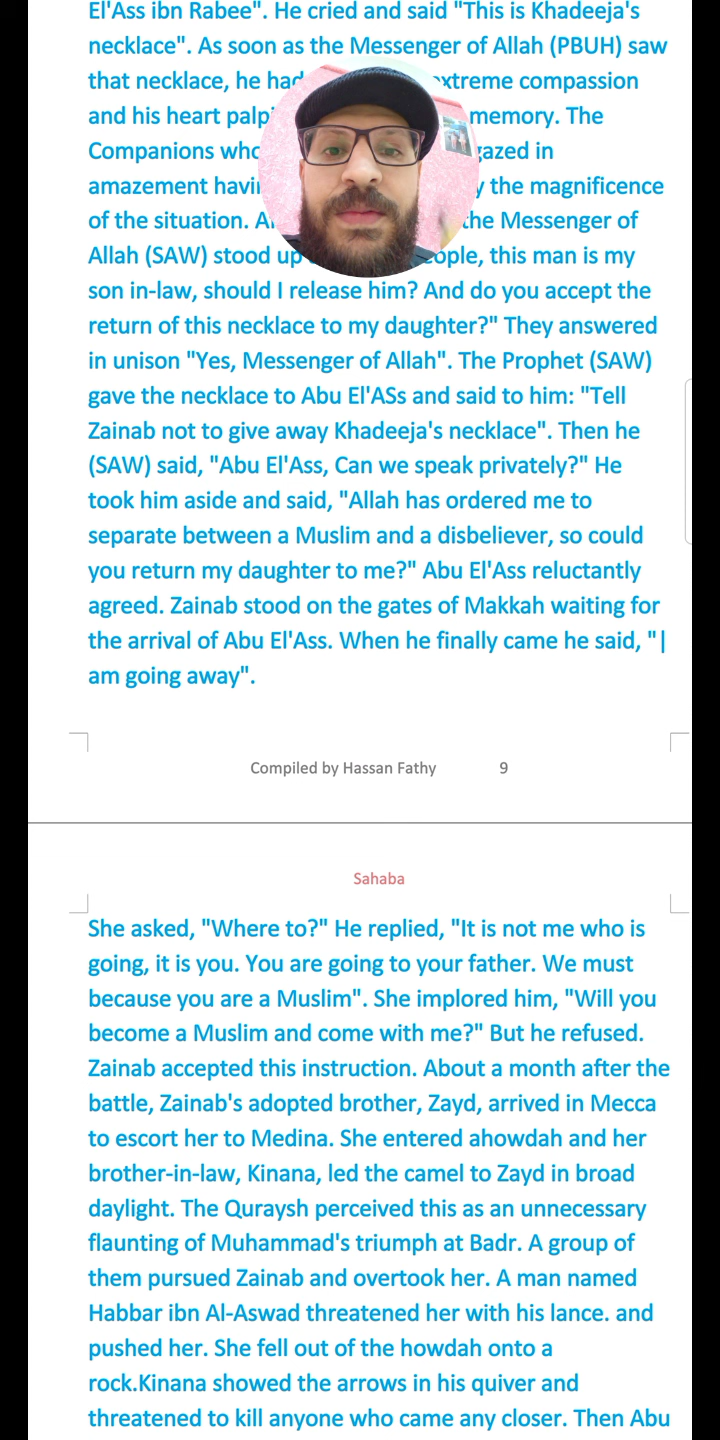 El'Ass ibn Rabee". He cried and said "This is Khadeeja's
necklace". As soon as the Messenger of Allah (PBUH) saw
that necklace, he had extreme compassion
and his heart memory. The
Companions gazed in
amazement the magnificence
of the situation. the Messenger of
Allah (SAW) stood up this man is my
son in-law, should I release him? And do you accept the
return of this necklace to my daughter?" They answered
in unison "Yes, Messenger of Allah". The Prophet (SAW)
gave the necklace to Abu El'ASs and said to him: "Tell
Zainab not to give away Khadeeja's necklace". Then he
(SAW) said, "Abu El'Ass, Can we speak privately?" He
took him aside and said, "Allah has ordered me to
separate between a Muslim and a disbeliever, so could
you return my daughter to me?" Abu El'Ass reluctantly
agreed. Zainab stood on the gates of Makkah waiting for
the arrival of Abu El'Ass. When he finally came he said, "|
am going away".
Compiled by Hassan Fathy 9
Sahaba
She asked, "Where to?" He replied, "It is not me who is
going, it is you. You are going to your father. We must
because you are a Muslim". She implored him, "Will you
become a Muslim and come with me?" But he refused.
Zainab accepted this instruction. About a month after the
battle, Zainab's adopted brother, Zayd, arrived in Mecca
to escort her to Medina. She entered ahowdah and her
brother-in-law, Kinana, led the camel to Zayd in broad
daylight. The Quraysh perceived this as an unnecessary
flaunting of Muhammad's triumph at Badr. A group of
them pursued Zainab and overtook her. A man named
Habbar ibn Al-Aswad threatened her with his lance. and
pushed her. She fell out of the howdah onto a
rock.Kinana showed the arrows in his quiver and
threatened to kill anyone who came any closer. Then Abu